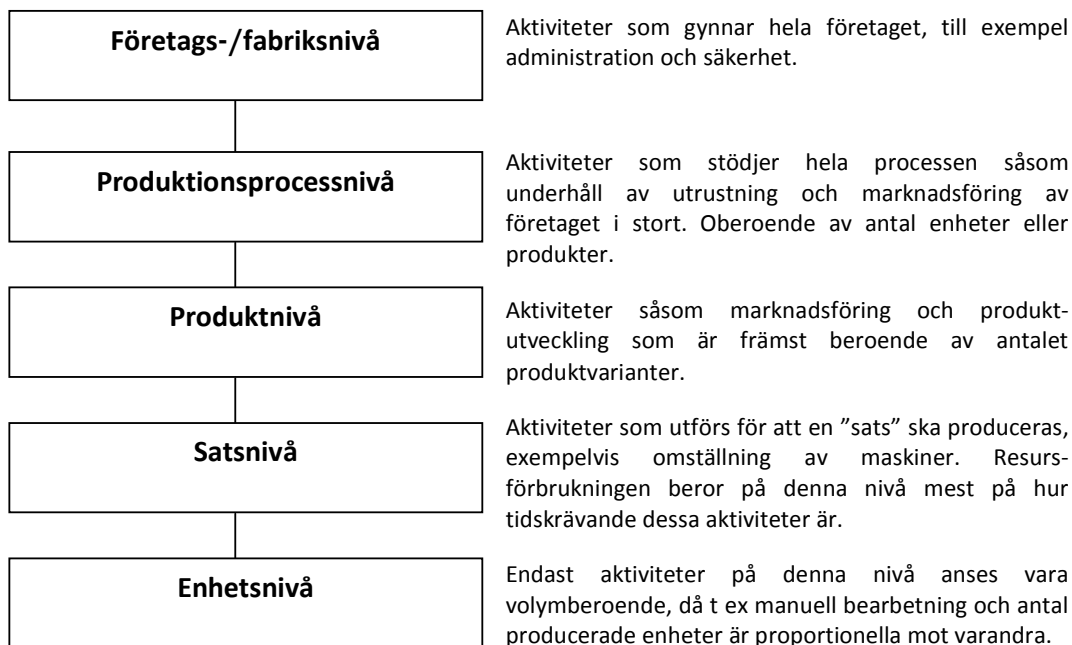 Företags-/fabriksnivå
Aktiviteter som gynnar hela företaget, till exempel
administration och säkerhet.
Produktionsprocessnivå
Aktiviteter som stödjer hela processen såsom
underhåll av utrustning och marknadsföring av
företaget i stort. Oberoende av antal enheter eller
produkter.
Produktnivå
Aktiviteter såsom marknadsföring och produkt-
utveckling som är främst beroende av antalet
produktvarianter.
Satsnivå
Aktiviteter som utförs för att en ”sats” ska produceras,
exempelvis omställning av maskiner. Resurs-
förbrukningen beror på denna nivå mest på hur
tidskrävande dessa aktiviteter är.
Enhetsnivå
Endast aktiviteter på denna nivå anses vara
volymberoende, då t ex manuell bearbetning och antal
producerade enheter är proportionella mot varandra.